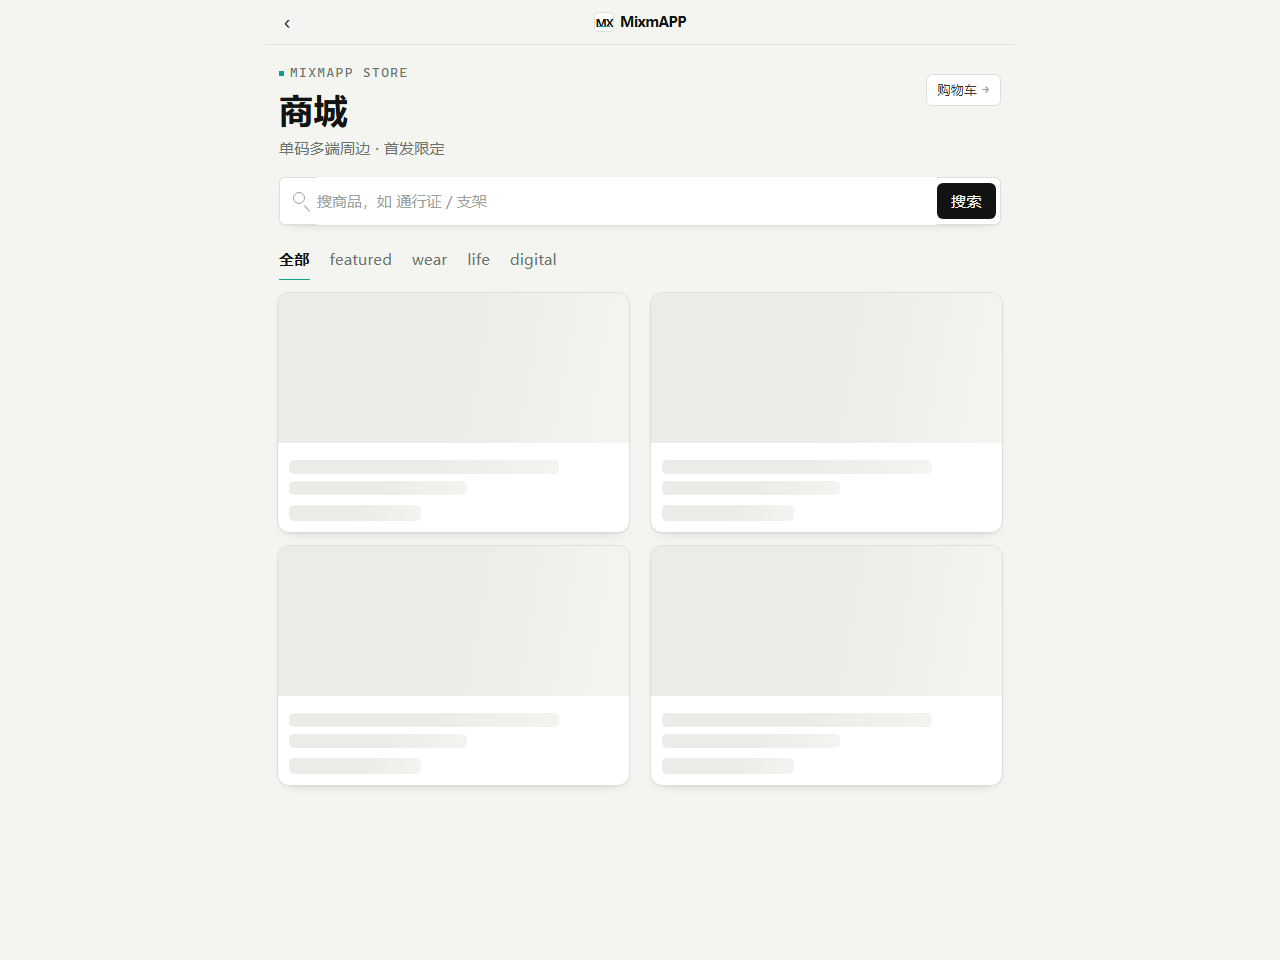 ‹
MX MixmAPP
MIXMAPP STORE
商城
单码多端周边 · 首发限定
购物车 →
搜商品，如 通行证 / 支架
搜索
全部 featured wear life digital